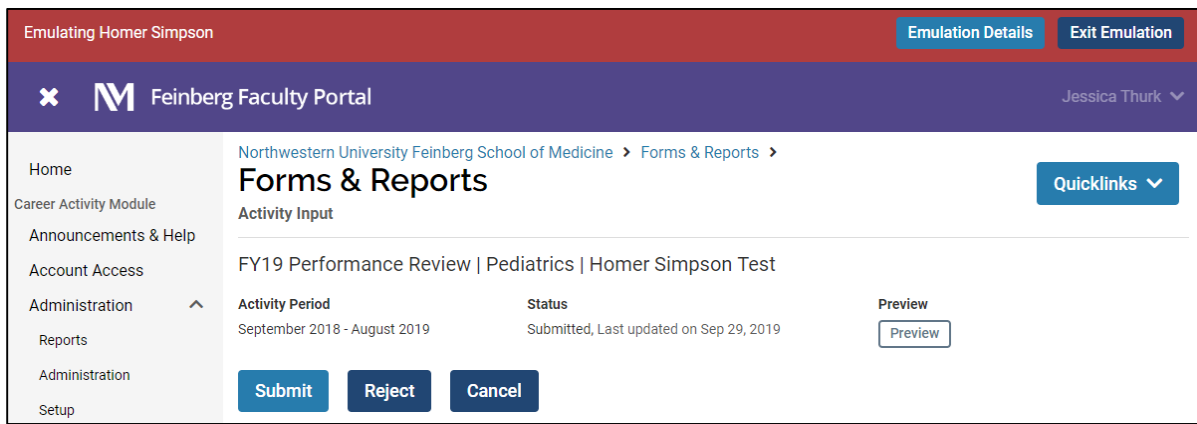 Emulating Homer Simpson
Emulation Details
Exit Emulation
Feinberg Faculty Portal
Jessica Thurk
Home
Career Activity Module
Announcements & Help
Account Access
Administration
Reports
Administration
Setup
Northwestern University Feinberg School of Medicine > Forms & Reports >
Forms & Reports
Activity Input
Quicklinks
FY19 Performance Review | Pediatrics | Homer Simpson Test
Activity Period
Status
Preview
September 2018 - August 2019
Submitted, Last updated on Sep 29, 2019
Preview
Submit
Reject
Cancel